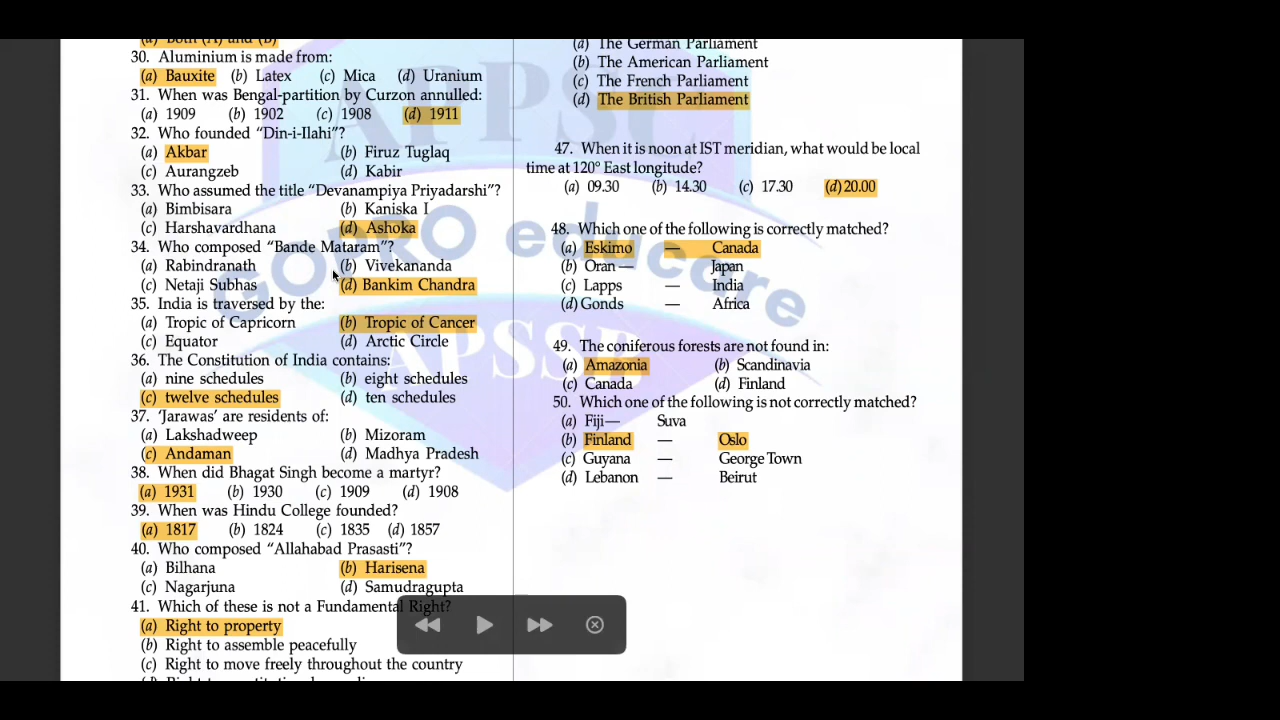 (a) Both (A) and (B)
30. Aluminium is made from:
(a) Bauxite (b) Latex (c) Mica (d) Uranium
31. When was Bengal-partition by Curzon annulled:
(a) 1909 (b) 1902 (c) 1908 (d) 1911
32. Who founded “Din-i-Ilahi”?
(a) Akbar (b) Firuz Tuglaq
(c) Aurangzeb (d) Kabir
33. Who assumed the title “Devanampiya Priyadarshi”?
(a) Bimbisara (b) Kaniska I
(c) Harshavardhana (d) Ashoka
34. Who composed “Bande Mataram”?
(a) Rabindranath (b) Vivekananda
(c) Netaji Subhas (d) Bankim Chandra
35. India is traversed by the:
(a) Tropic of Capricorn (b) Tropic of Cancer
(c) Equator (d) Arctic Circle
36. The Constitution of India contains:
(a) nine schedules (b) eight schedules
(c) twelve schedules (d) ten schedules
37. ‘Jarawas’ are residents of:
(a) Lakshadweep (b) Mizoram
(c) Andaman (d) Madhya Pradesh
38. When did Bhagat Singh become a martyr?
(a) 1931 (b) 1930 (c) 1909 (d) 1908
39. When was Hindu College founded?
(a) 1817 (b) 1824 (c) 1835 (d) 1857
40. Who composed “Allahabad Prasasti”?
(a) Bilhana (b) Harisena
(c) Nagarjuna (d) Samudragupta
41. Which of these is not a Fundamental Right?
(a) Right to property
(b) Right to assemble peacefully
(c) Right to move freely throughout the country
(a) The German Parliament
(b) The American Parliament
(c) The French Parliament
(d) The British Parliament
47. When it is noon at IST meridian, what would be local
time at 120° East longitude?
(a) 09.30 (b) 14.30 (c) 17.30 (d) 20.00
48. Which one of the following is correctly matched?
(a) Eskimo — Canada
(b) Oran — Japan
(c) Lapps — India
(d) Gonds — Africa
49. The coniferous forests are not found in:
(a) Amazonia (b) Scandinavia
(c) Canada (d) Finland
50. Which one of the following is not correctly matched?
(a) Fiji— Suva
(b) Finland — Oslo
(c) Guyana — George Town
(d) Lebanon — Beirut
APPSC
GOPRO educare
APSSB